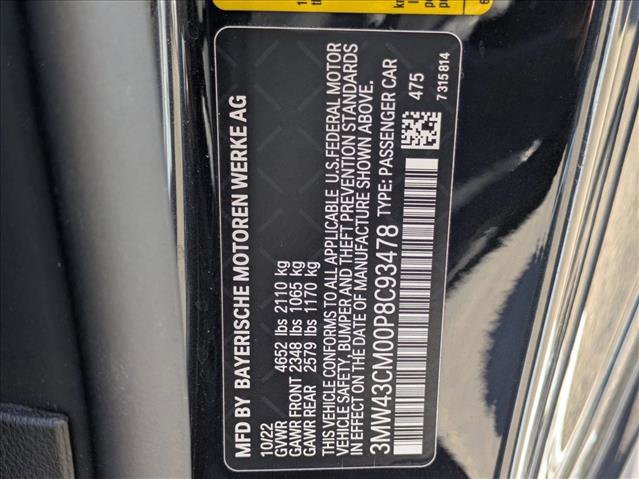 MFD BY BAYERISCHE MOTOREN WERKE AG
10/22
GVWR 4652 lbs 2110 kg
GAWR FRONT 2348 lbs 1065 kg
GAWR REAR 2579 lbs 1170 kg
THIS VEHICLE CONFORMS TO ALL APPLICABLE U.S.FEDERAL MOTOR
VEHICLE SAFETY, BUMPER AND THEFT PREVENTION STANDARDS
IN EFFECT ON THE DATE OF MANUFACTURE SHOWN ABOVE.
3MW43CM00P8C93478 TYPE: PASSENGER CAR
475
7315814